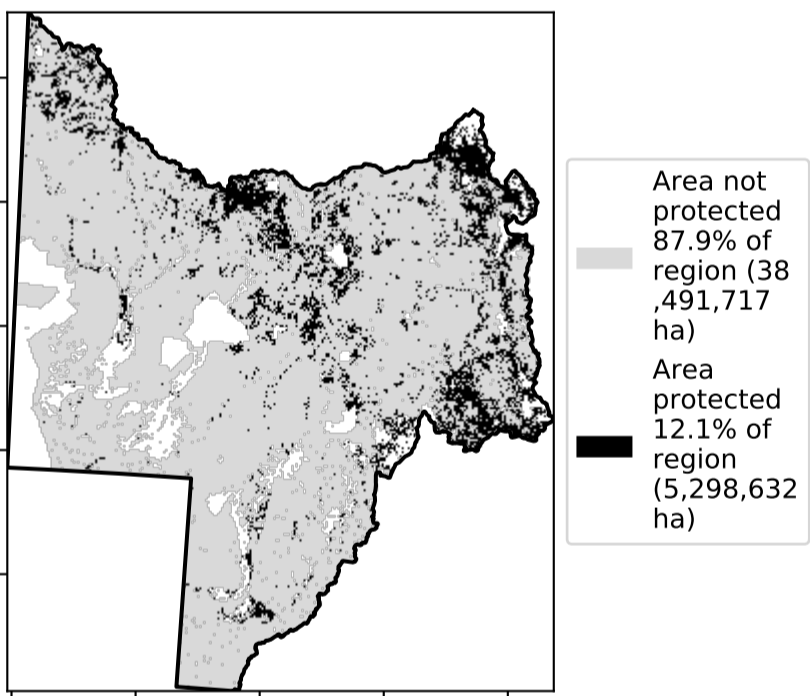 Area not
protected
87.9% of
region (38
,491,717
ha)
Area
protected
12.1% of
region
(5,298,632
ha)